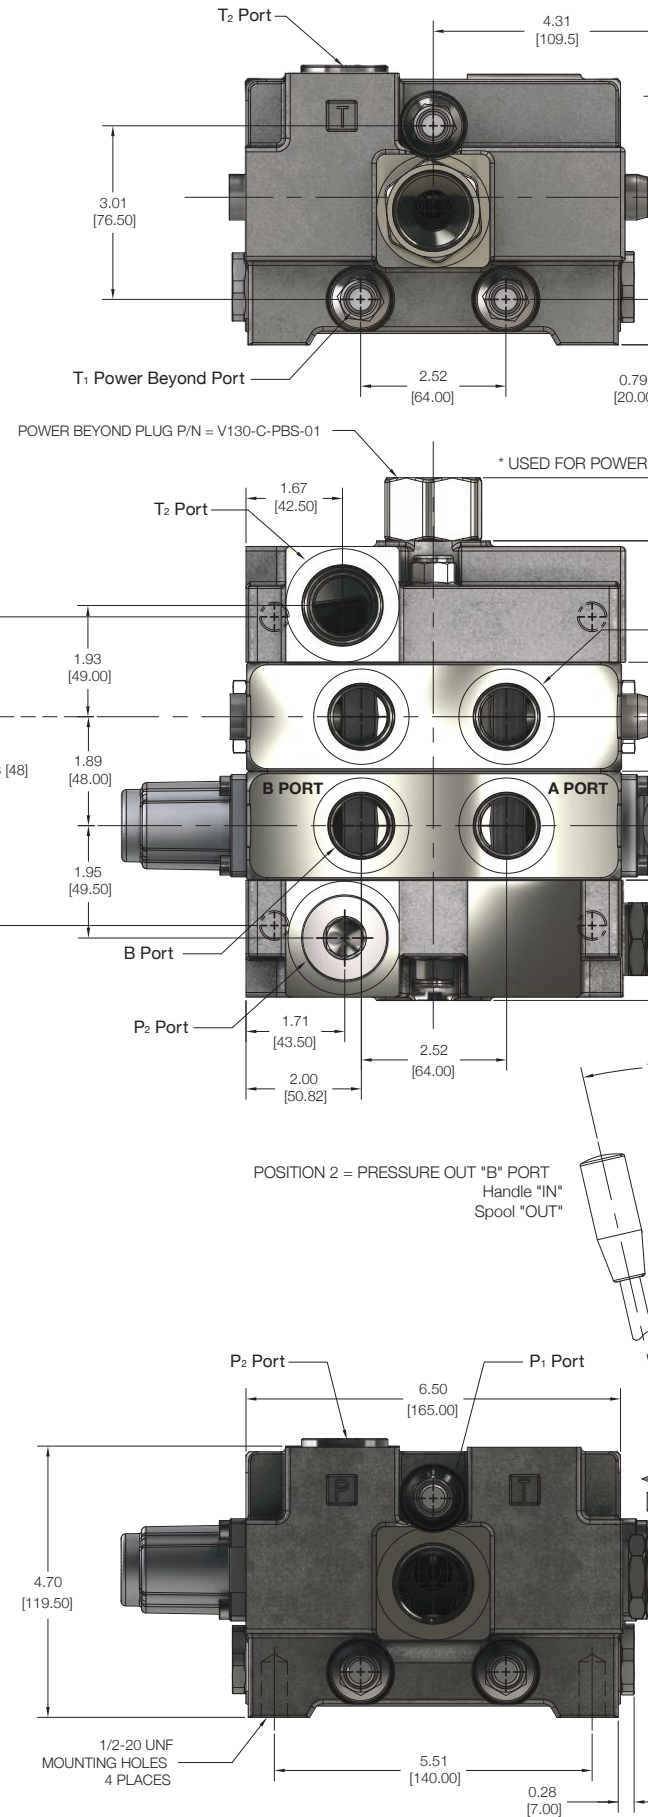 T₂ Port
4.31
[109.5]
T
3.01
[76.50]
T₁ Power Beyond Port
2.52
[64.00]
0.79
[20.00
POWER BEYOND PLUG P/N = V130-C-PBS-01
* USED FOR POWER
1.67
[42.50]
T₂ Port
1.93
[49.00]
[48]
1.89
[48.00]
B PORT
A PORT
1.95
[49.50]
B Port
P₂ Port
1.71
[43.50]
2.52
[64.00]
2.00
[50.82]
POSITION 2 = PRESSURE OUT "B" PORT
Handle "IN"
Spool "OUT"
P₂ Port
P₁ Port
6.50
[165.00]
P
T
4.70
[119.50]
1/2-20 UNF
MOUNTING HOLES
4 PLACES
5.51
[140.00]
0.28
[7.00]